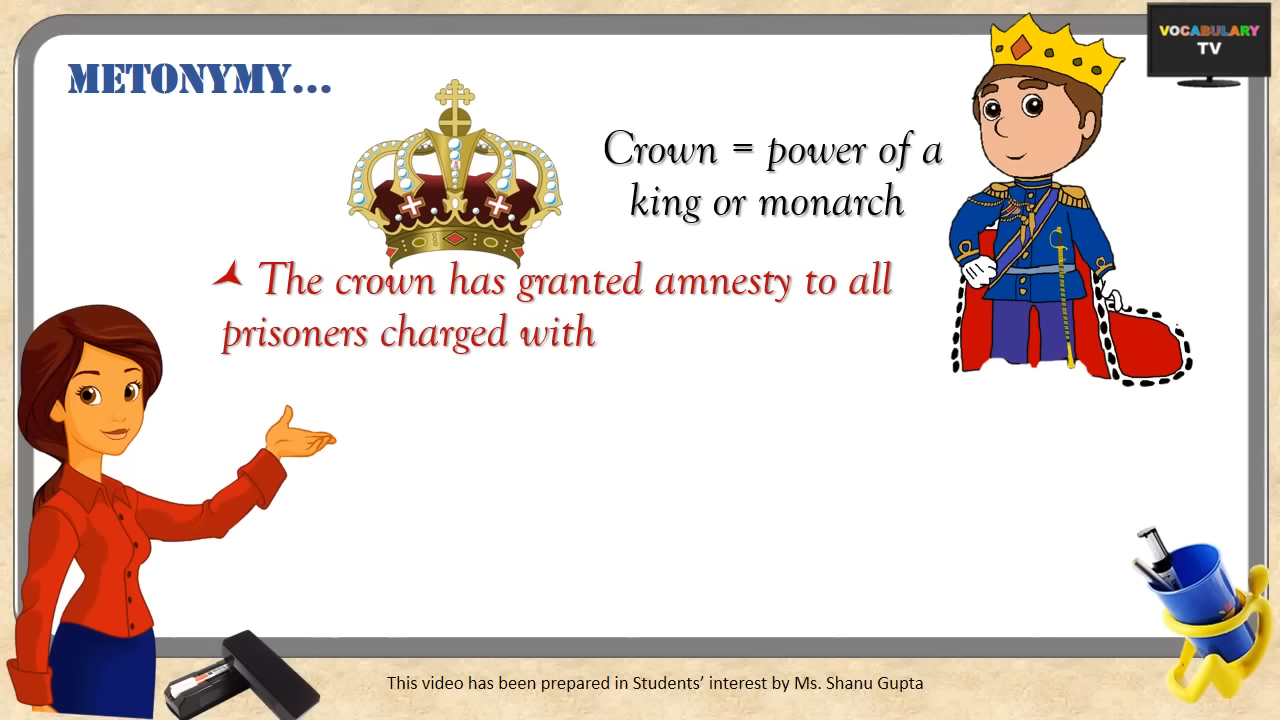 METONYMY...
VOCABULARY
TV
Crown = power of a
king or monarch
The crown has granted amnesty to all
prisoners charged with
This video has been prepared in Students’ interest by Ms. Shanu Gupta